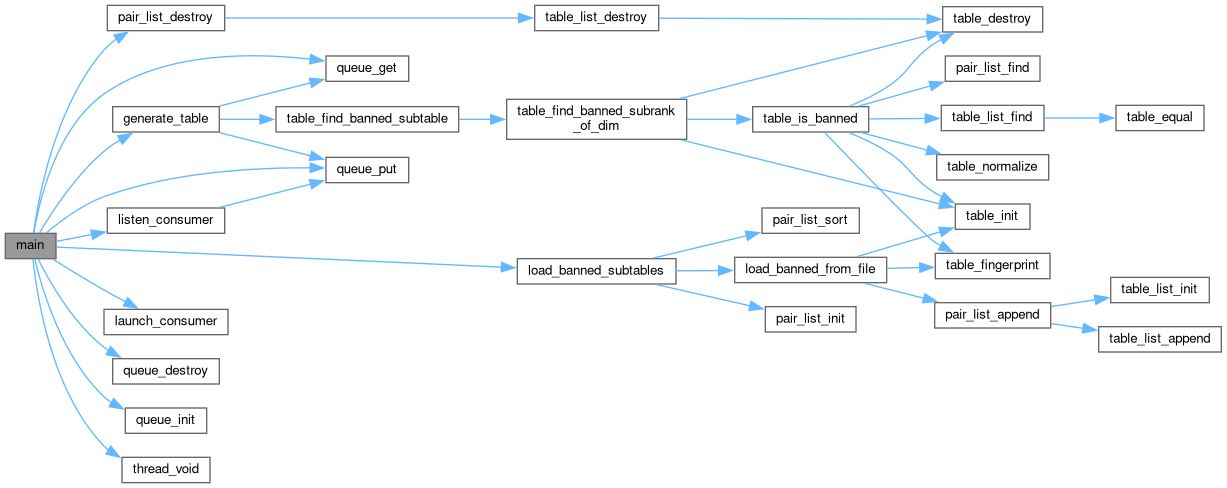 pair_list_destroy
table_list_destroy
table_destroy
queue_get
pair_list_find
generate_table
table_find_banned_subtable
table_find_banned_subrank
_of_dim
table_is_banned
table_list_find
table_equal
queue_put
table_normalize
listen_consumer
pair_list_sort
table_init
main
load_banned_subtables
load_banned_from_file
table_fingerprint
table_list_init
launch_consumer
pair_list_init
pair_list_append
table_list_append
queue_destroy
queue_init
thread_void